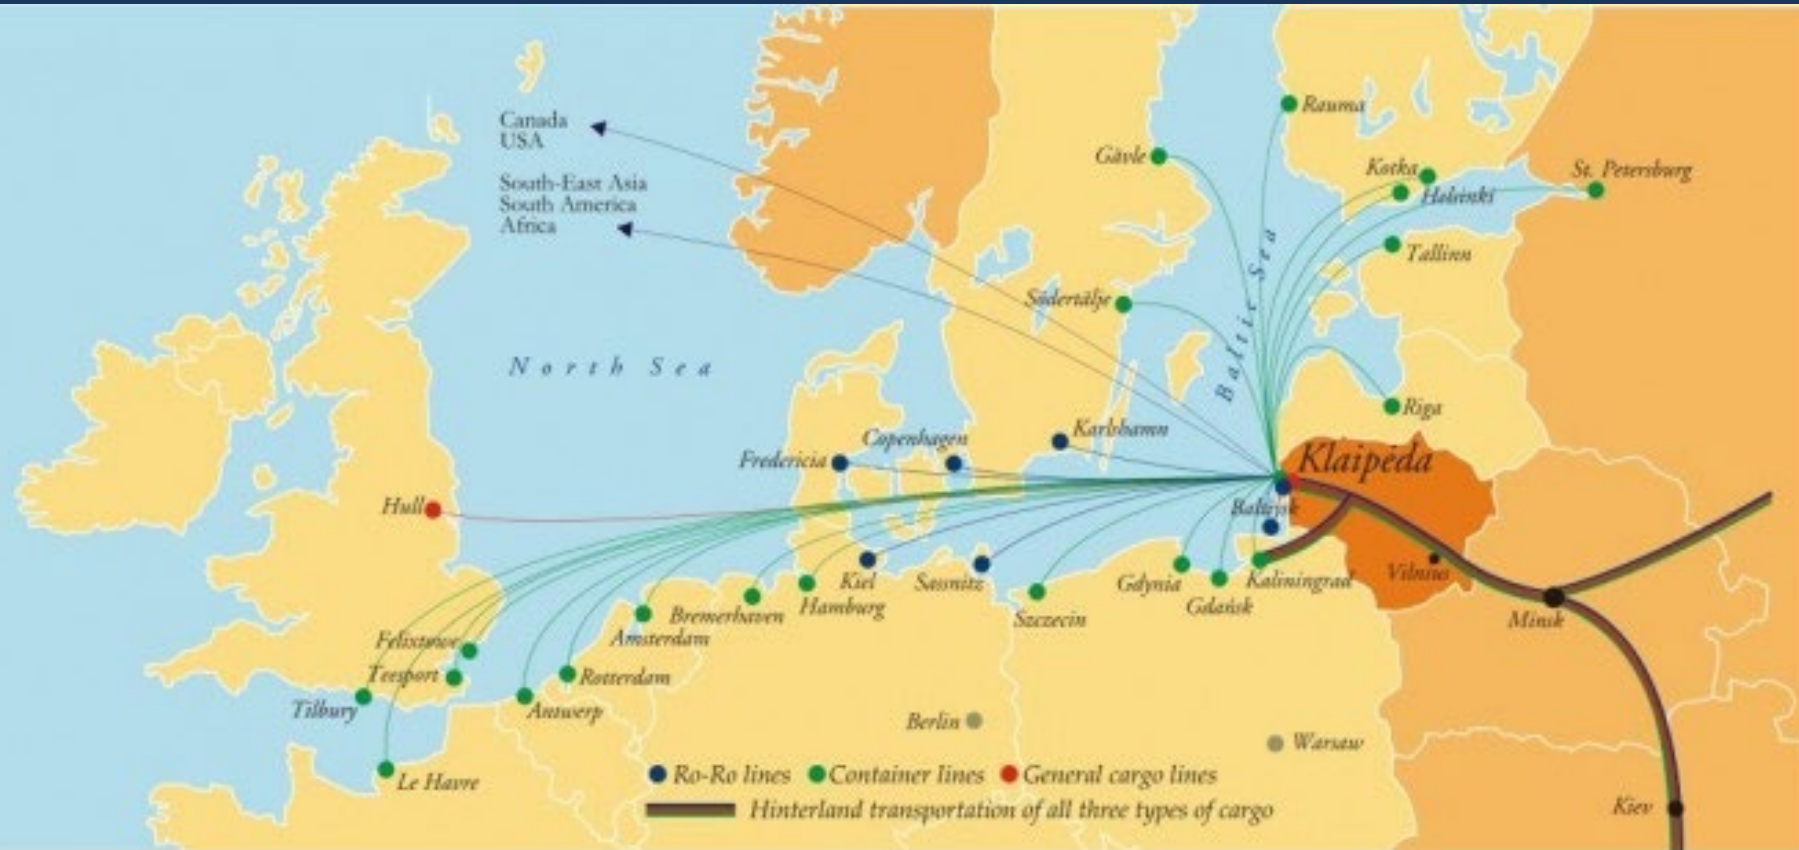 Canada
USA
South-East Asia
South America
Africa
North Sea
Baltic Sea
Rauma
Gävle
Kotka
Helsinki
St. Petersburg
Tallinn
Södertälje
Riga
Karlshamn
Copenhagen
Fredericia
Klaipėda
Hull
Baltijsk
Vilnius
Kiel
Sassnitz
Gdynia
Kaliningrad
Hamburg
Bremerhaven
Gdańsk
Szczecin
Minsk
Amsterdam
Felixtowe
Teesport
Rotterdam
Tilbury
Antwerp
Berlin
Warsaw
Le Havre
Ro-Ro lines
Container lines
General cargo lines
Hinterland transportation of all three types of cargo
Kiev